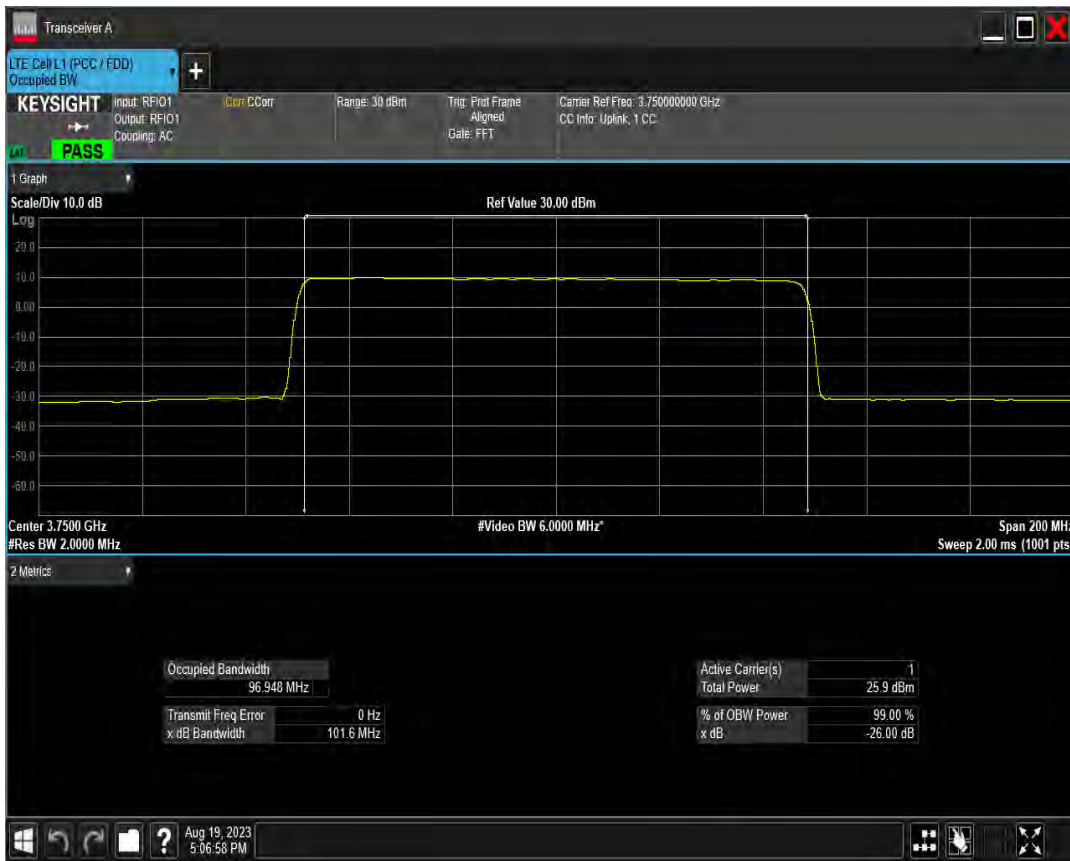 Transceiver A
LTE Cell L1 (PCC / FDD)
Occupied BW
+
KEYSIGHT
Input: RFIO1
Output: RFIO1
Coupling: AC
Corr CCorr
Range: 30 dBm
Trig: Prot Frame
Aligned
Gate: FFT
Carrier Ref Freq: 3.750000000 GHz
CC Info: Uplink, 1 CC
PASS
1 Graph
Scale/Div 10.0 dB
Ref Value 30.00 dBm
Log
20.0
10.0
0.00
-10.0
-20.0
-30.0
-40.0
-50.0
-60.0
Center 3.7500 GHz
#Video BW 6.0000 MHz*
Span 200 MHz
#Res BW 2.0000 MHz
Sweep 2.00 ms (1001 pts
2 Metrics
Occupied Bandwidth
96.948 MHz
Transmit Freq Error 0 Hz
x dB Bandwidth 101.6 MHz
Active Carrier(s) 1
Total Power 25.9 dBm
% of OBW Power 99.00 %
x dB -26.00 dB
?
Aug 19, 2023
5:06:58 PM